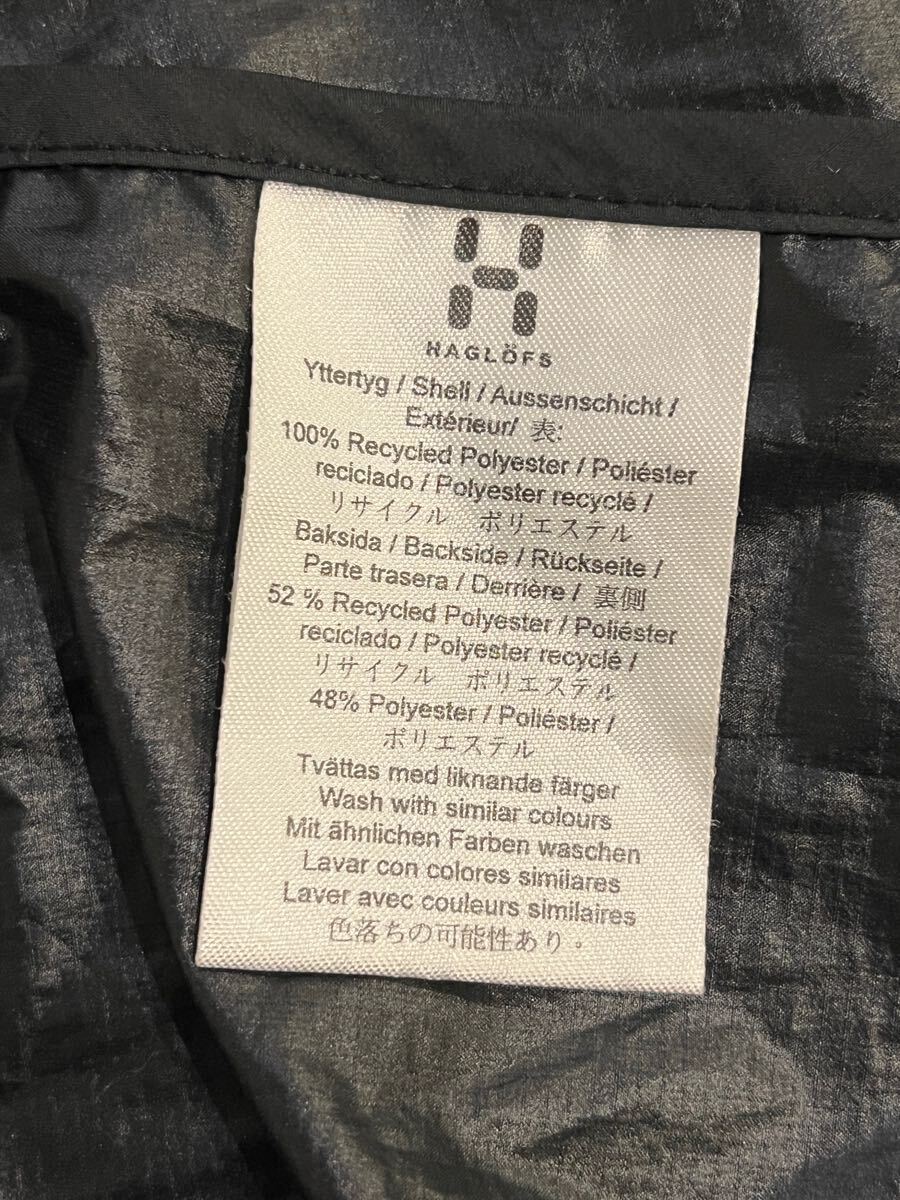 HAGLÖFS
Yttertyg / Shell / Aussenschicht /
Extérieur/ 表:
100% Recycled Polyester / Poliéster
reciclado / Polyester recyclé /
リサイクル ポリエステル
Baksida / Backside / Rückseite /
Parte trasera / Derrière / 裏側
52 % Recycled Polyester / Poliéster
reciclado / Polyester recyclé /
リサイクル ポリエステル
48% Polyester / Poliéster /
ポリエステル
Tvättas med liknande färger
Wash with similar colours
Mit ähnlichen Farben waschen
Lavar con colores similares
Laver avec couleurs similaires
色落ちの可能性あり。